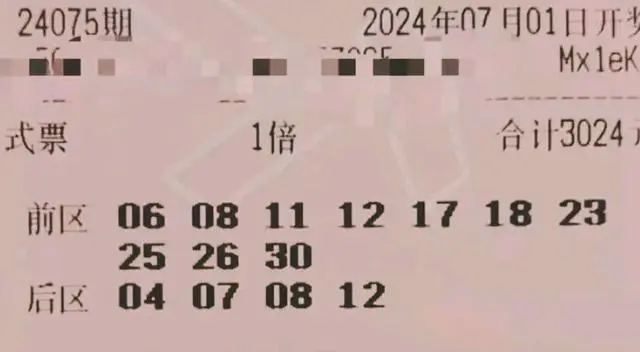 24075期 2024年07月01日开奖
Mx1eK
式票 1倍 合计3024元
前区 06 08 11 12 17 18 23
25 26 30
后区 04 07 08 12